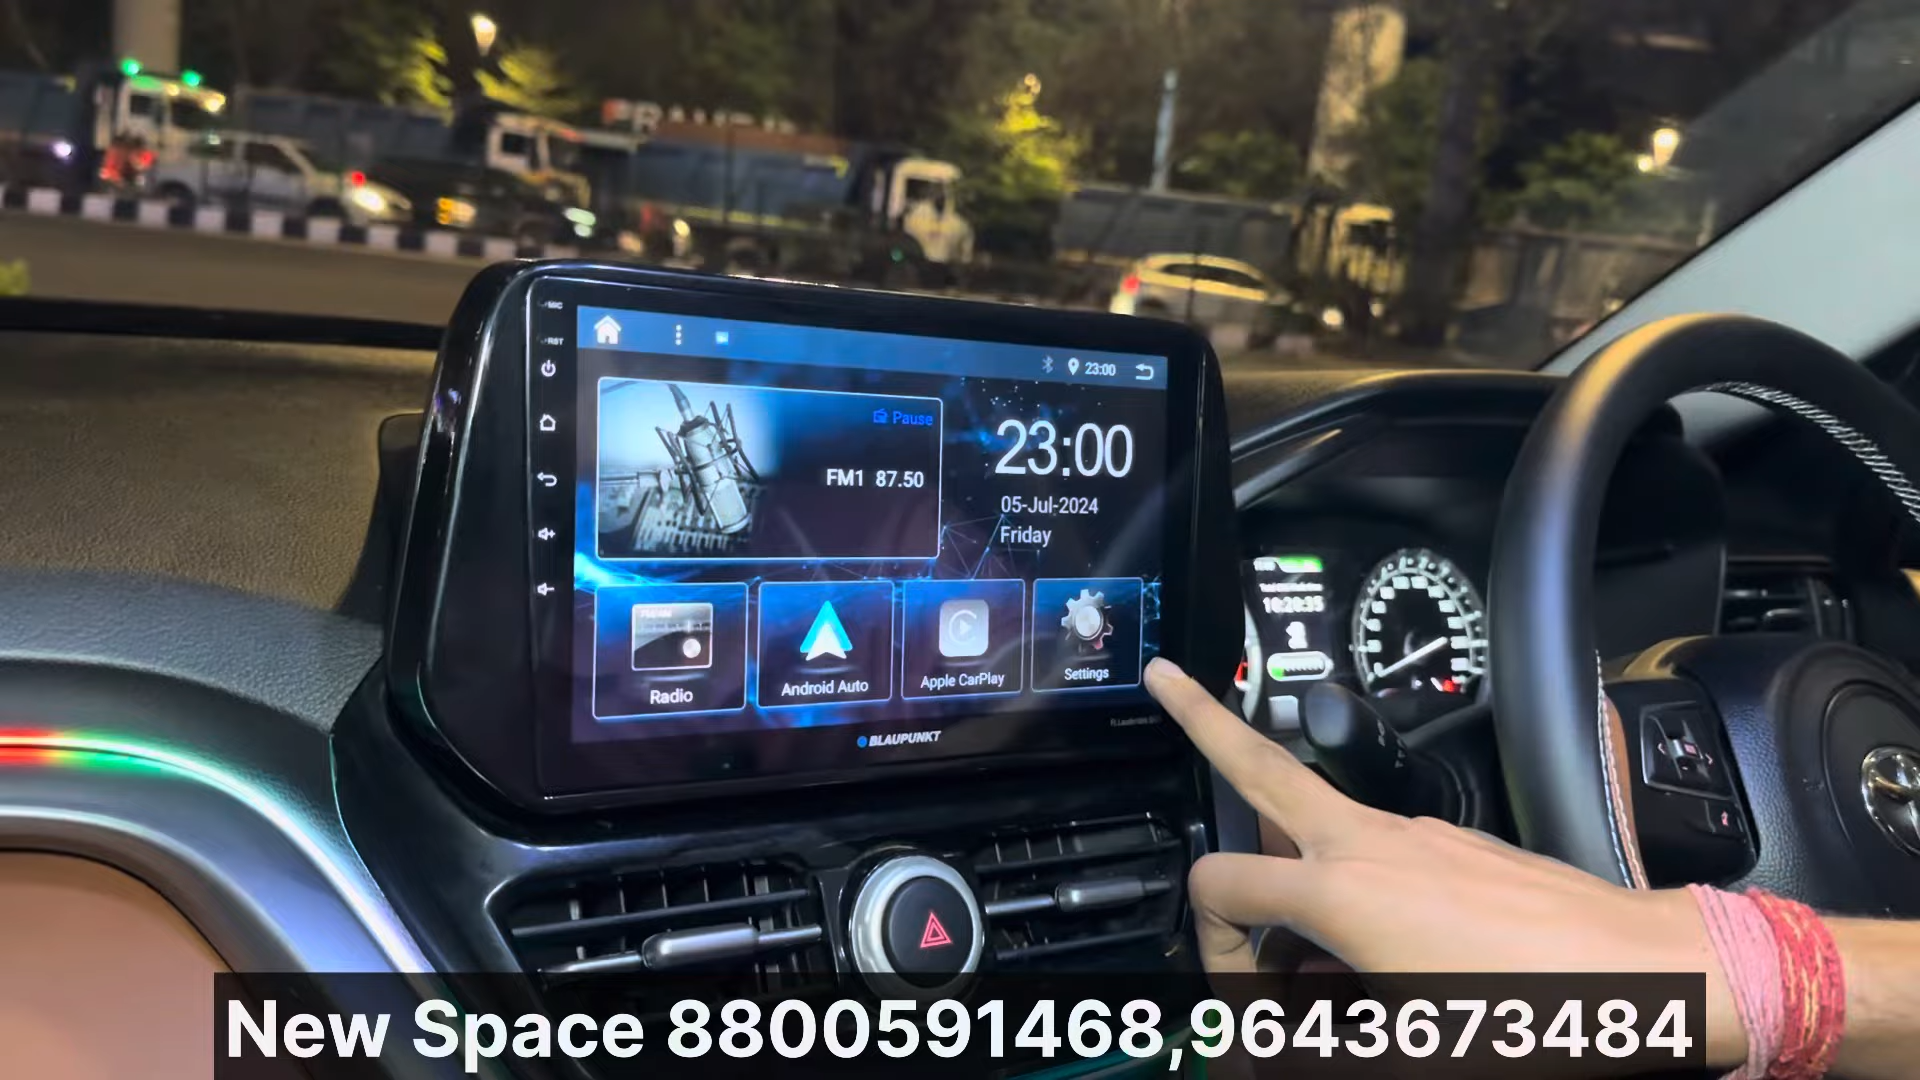 MIC
RST
23:00
Pause
FM1 87.50
23:00
05-Jul-2024
Friday
Radio
Android Auto
Apple CarPlay
Settings
BLAUPUNKT
New Space 8800591468,9643673484